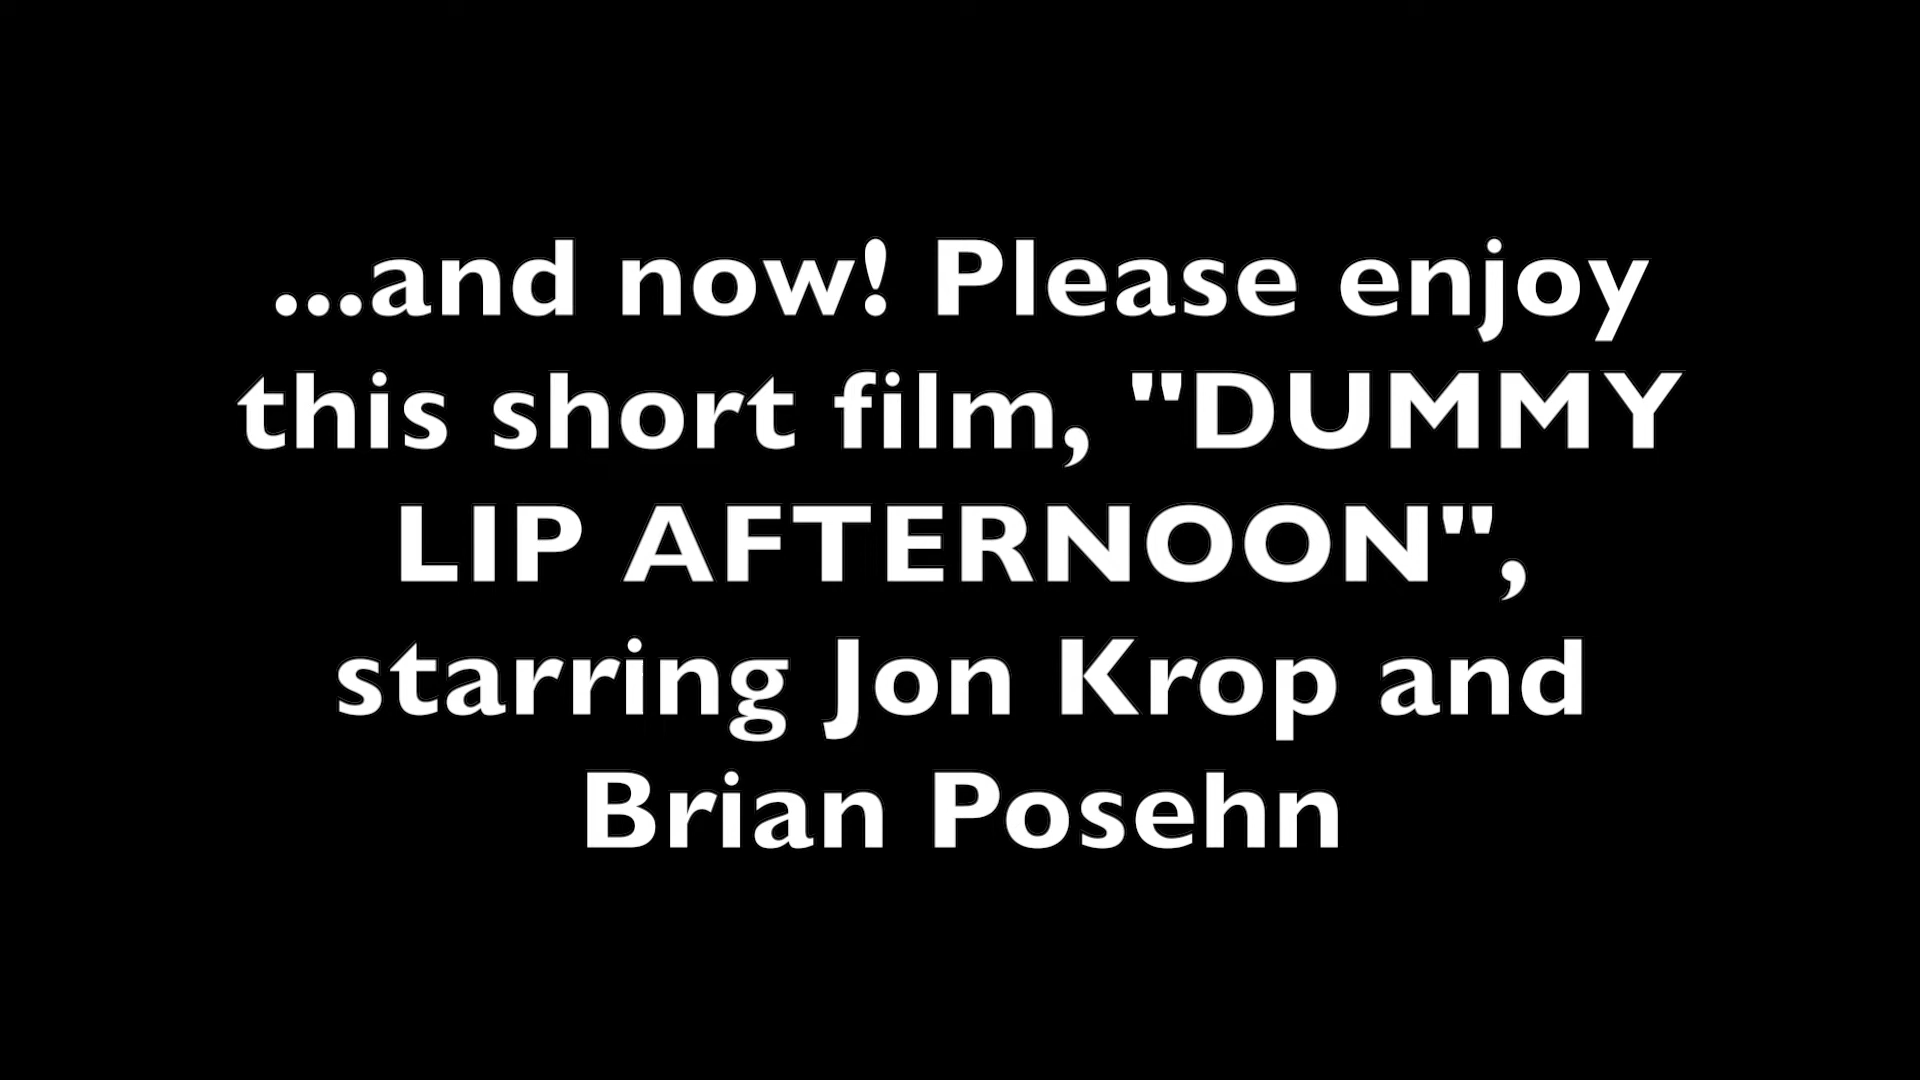 ...and now! Please enjoy
this short film, "DUMMY
LIP AFTERNOON",
starring Jon Krop and
Brian Posehn